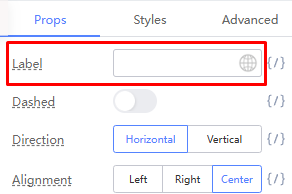 Props Styles Advanced
Label {/}
Dashed {/}
Direction Horizontal Vertical {/}
Alignment Left Right Center {/}